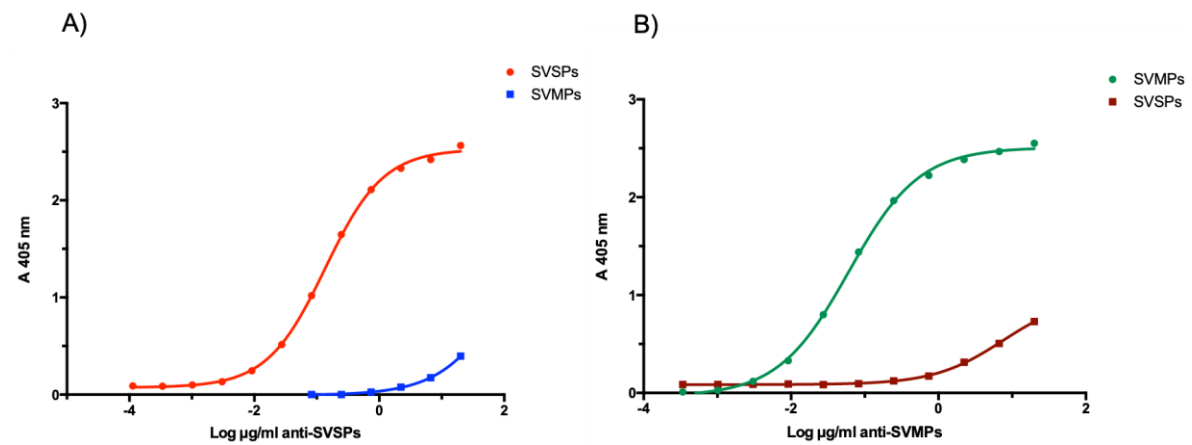 A)
SVSPs
SVMPs
3
2
1
0
A 405 nm
-4
-2
0
2
Log µg/ml anti-SVSPs
B)
SVMPs
SVSPs
3
2
1
0
A 405 nm
-4
-2
0
2
Log µg/ml anti-SVMPs